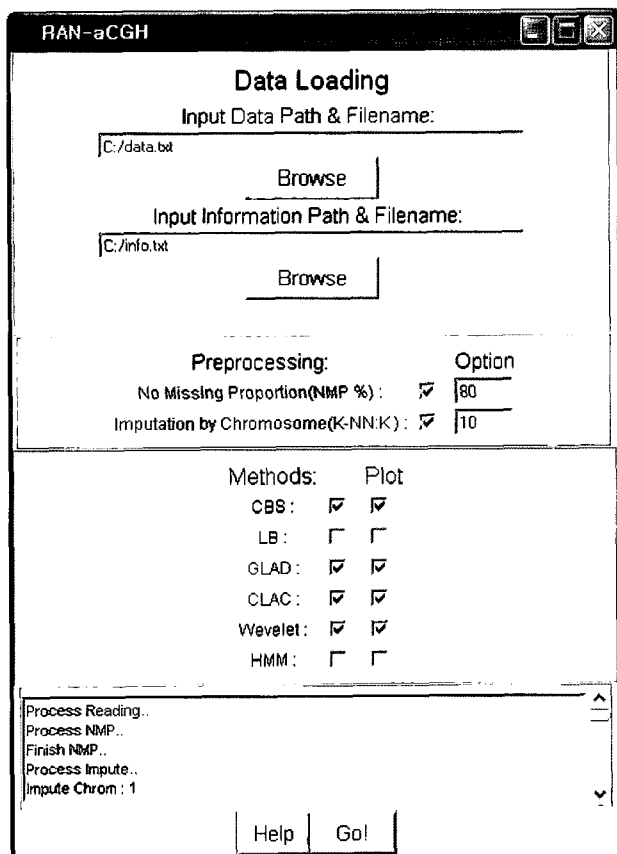 RAN-aCGH
Data Loading
Input Data Path & Filename:
C:/data.txt
Browse
Input Information Path & Filename:
C:/info.txt
Browse
Preprocessing: Option
No Missing Proportion(NMP %) : 80
Imputation by Chromosome(K-NN:K) : 10
Methods: Plot
CBS :
LB :
GLAD :
CLAC :
Wevelet :
HMM :
Process Reading..
Process NMP..
Finish NMP..
Process Impute..
Impute Chrom : 1
Help Go!